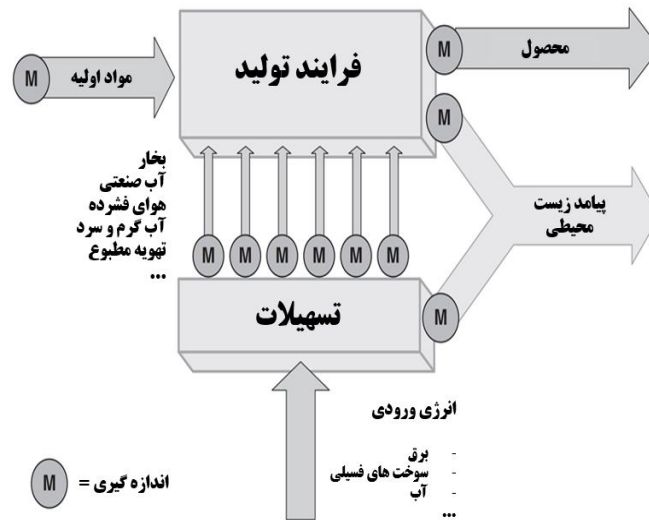 فرایند تولید
M
محصول
M
مواد اولیه
M
بخار
آب صنعتی
هوای فشرده
آب گرم و سرد
تهویه مطبوع
...
پیامد زیست
محیطی
M M M M M M
تسهیلات
M
انرژی ورودی
- برق
- سوخت های فسیلی
- آب
...
M = اندازه گیری